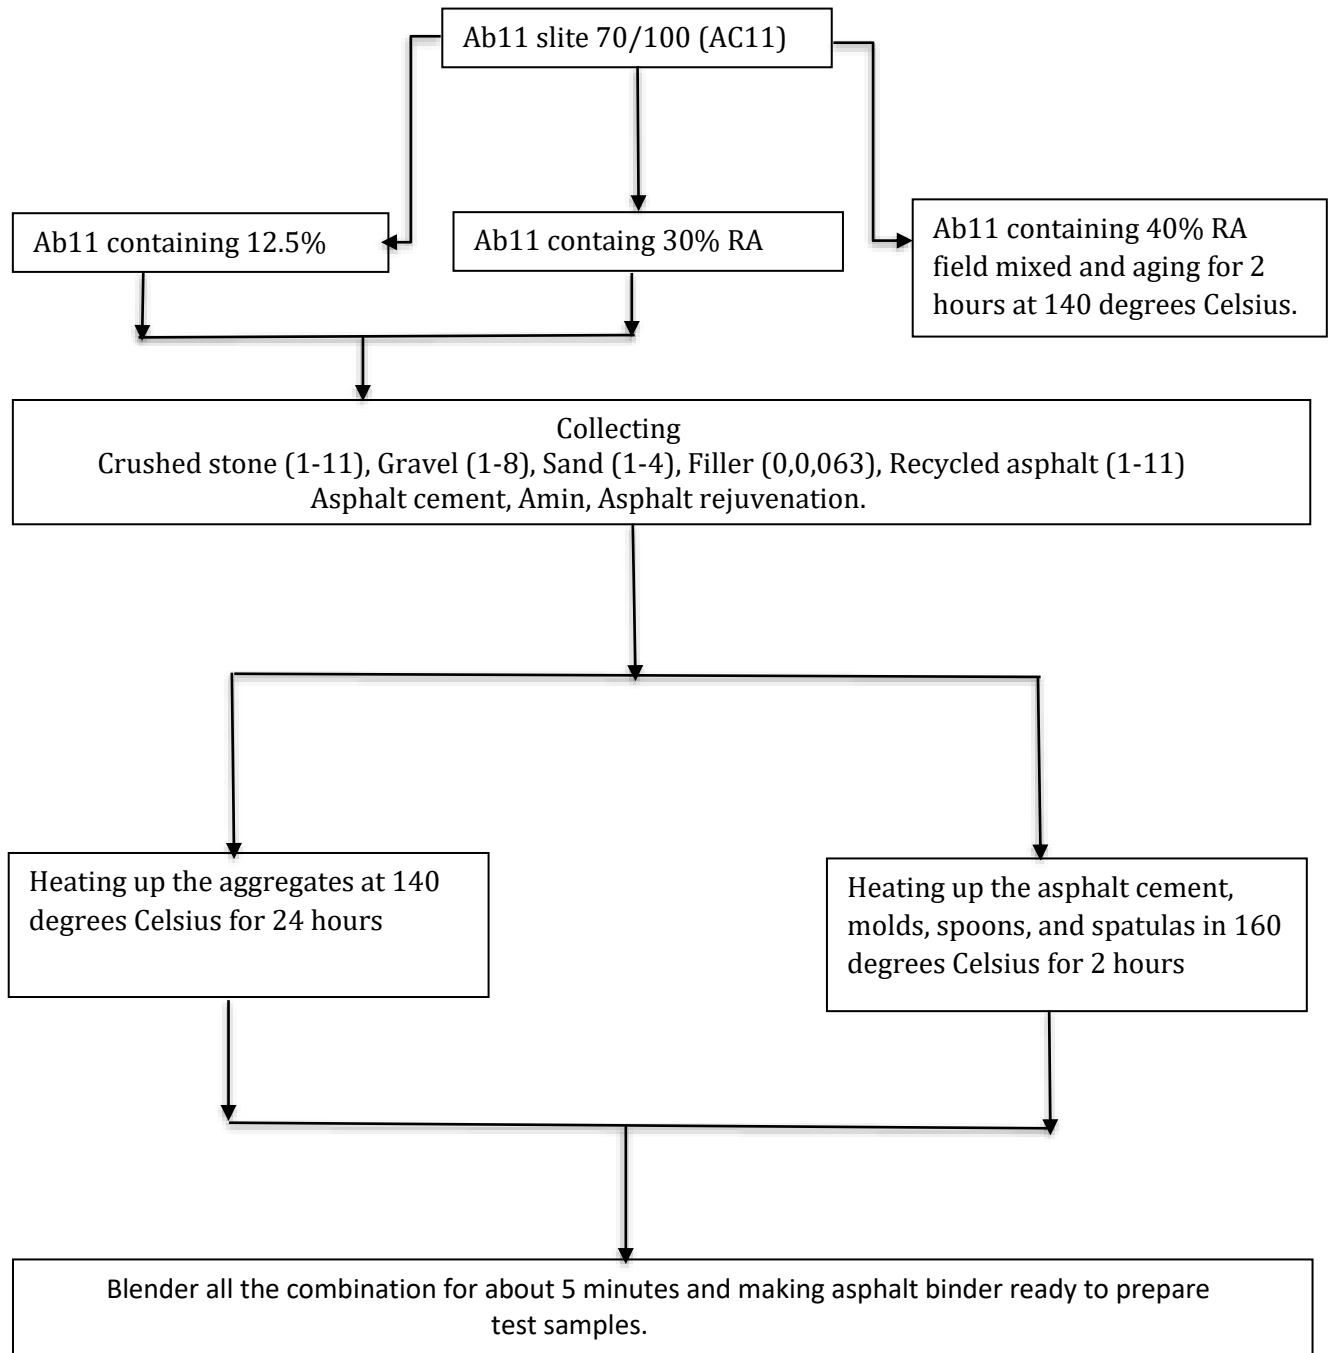 Ab11 slite 70/100 (AC11)
Ab11 containing 12.5%
Ab11 containg 30% RA
Ab11 containing 40% RA
field mixed and aging for 2
hours at 140 degrees Celsius.
Collecting
Crushed stone (1-11), Gravel (1-8), Sand (1-4), Filler (0,0,063), Recycled asphalt (1-11)
Asphalt cement, Amin, Asphalt rejuvenation.
Heating up the aggregates at 140
degrees Celsius for 24 hours
Heating up the asphalt cement,
molds, spoons, and spatulas in 160
degrees Celsius for 2 hours
Blender all the combination for about 5 minutes and making asphalt binder ready to prepare
test samples.